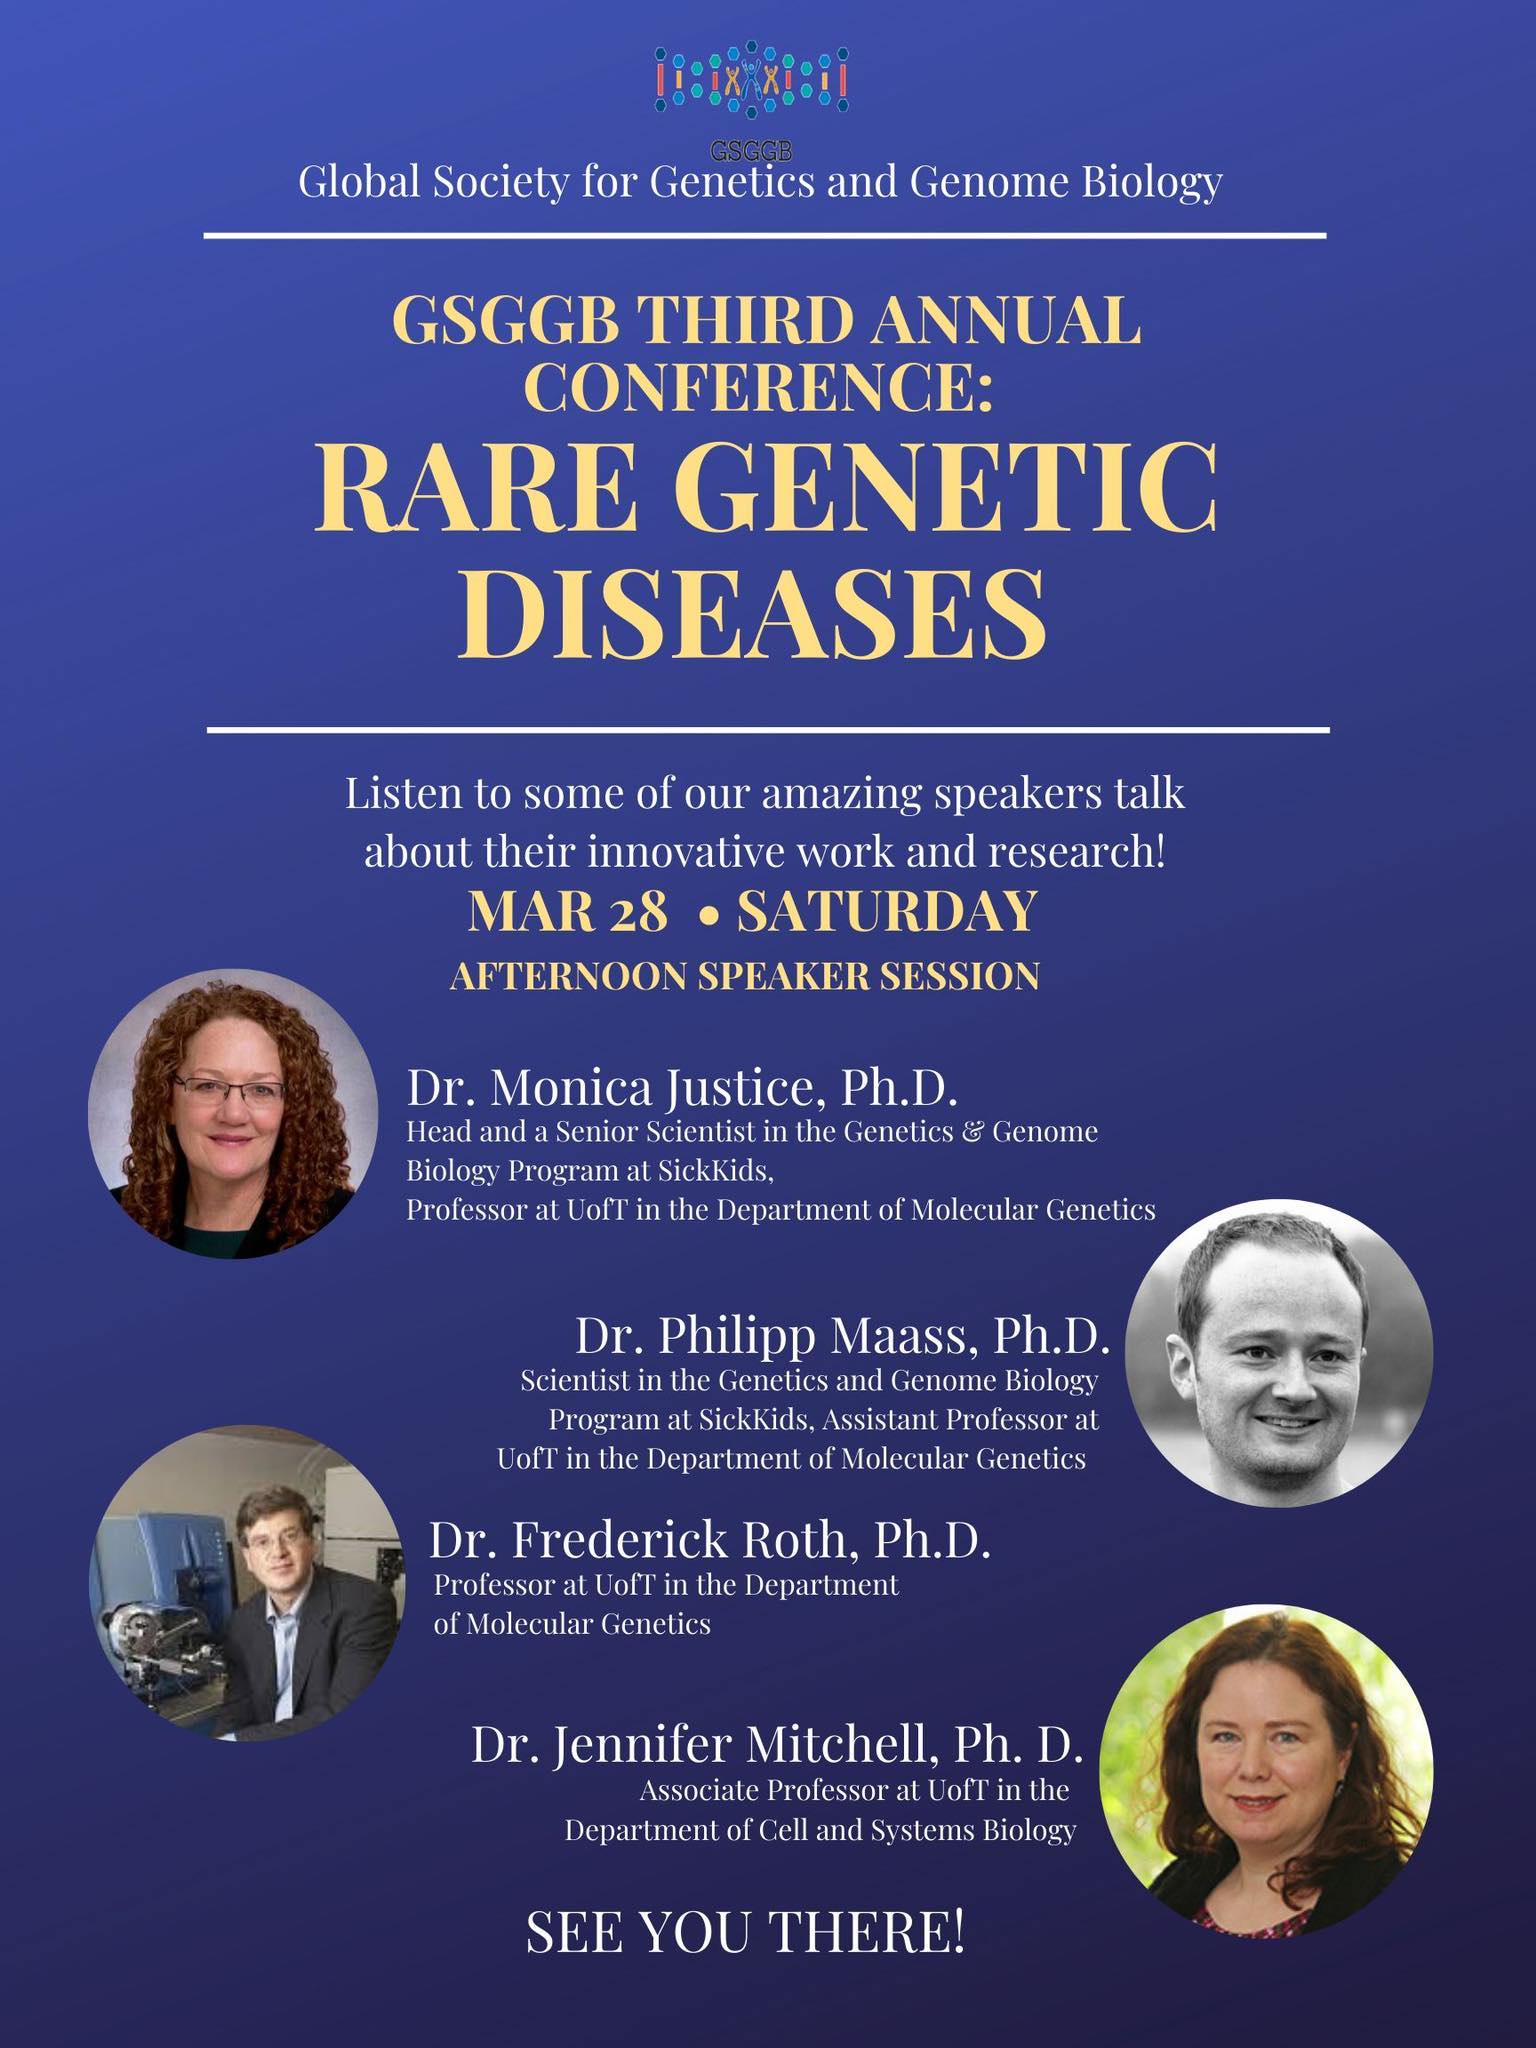 GSGGB
Global Society for Genetics and Genome Biology
GSGGB THIRD ANNUAL
CONFERENCE:
RARE GENETIC
DISEASES
Listen to some of our amazing speakers talk
about their innovative work and research!
MAR 28 • SATURDAY
AFTERNOON SPEAKER SESSION
Dr. Monica Justice, Ph.D.
Head and a Senior Scientist in the Genetics & Genome
Biology Program at SickKids,
Professor at UofT in the Department of Molecular Genetics
Dr. Philipp Maass, Ph.D.
Scientist in the Genetics and Genome Biology
Program at SickKids, Assistant Professor at
UofT in the Department of Molecular Genetics
Dr. Frederick Roth, Ph.D.
Professor at UofT in the Department
of Molecular Genetics
Dr. Jennifer Mitchell, Ph. D.
Associate Professor at UofT in the
Department of Cell and Systems Biology
SEE YOU THERE!